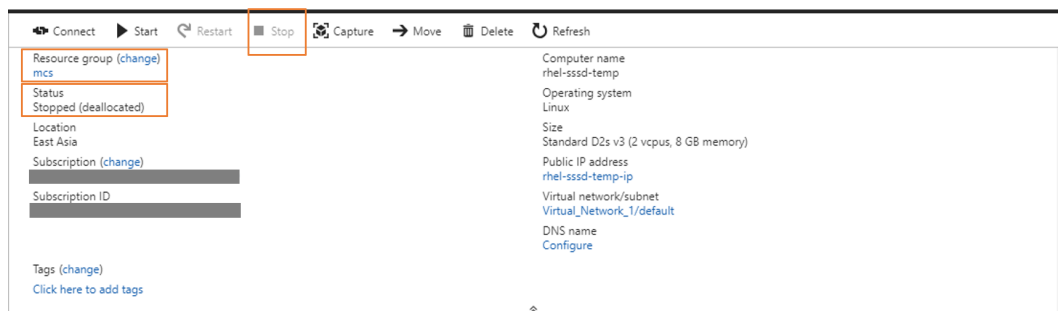 Connect Start Restart Stop Capture Move Delete Refresh
Resource group (change)
mcs
Status
Stopped (deallocated)
Location
East Asia
Subscription (change)
Subscription ID
Tags (change)
Click here to add tags
Computer name
rhel-sssd-temp
Operating system
Linux
Size
Standard D2s v3 (2 vcpus, 8 GB memory)
Public IP address
rhel-sssd-temp-ip
Virtual network/subnet
Virtual_Network_1/default
DNS name
Configure